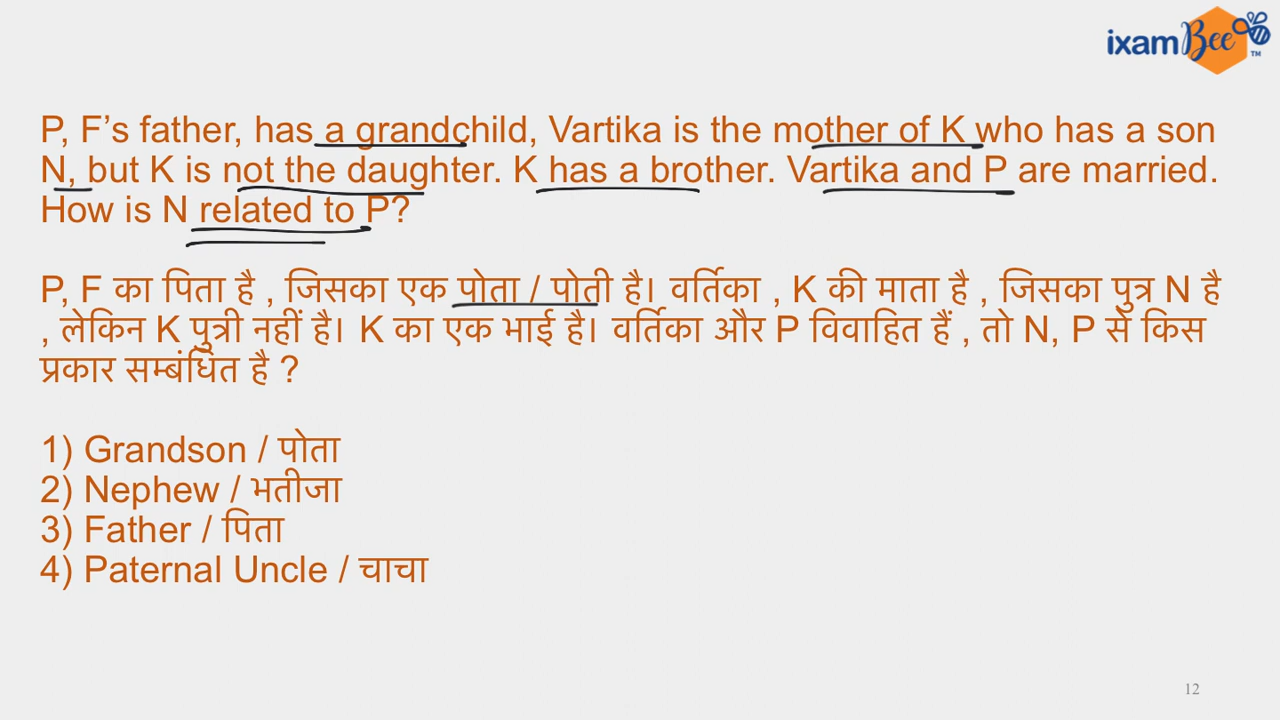 ixamBee™
P, F’s father, has a grandchild, Vartika is the mother of K who has a son
N, but K is not the daughter. K has a brother. Vartika and P are married.
How is N related to P?
P, F का पिता है , जिसका एक पोता / पोती है। वर्तिका , K की माता है , जिसका पुत्र N है
, लेकिन K पुत्री नहीं है। K का एक भाई है। वर्तिका और P विवाहित हैं , तो N, P से किस
प्रकार सम्बंधित है ?
1) Grandson / पोता
2) Nephew / भतीजा
3) Father / पिता
4) Paternal Uncle / चाचा
12